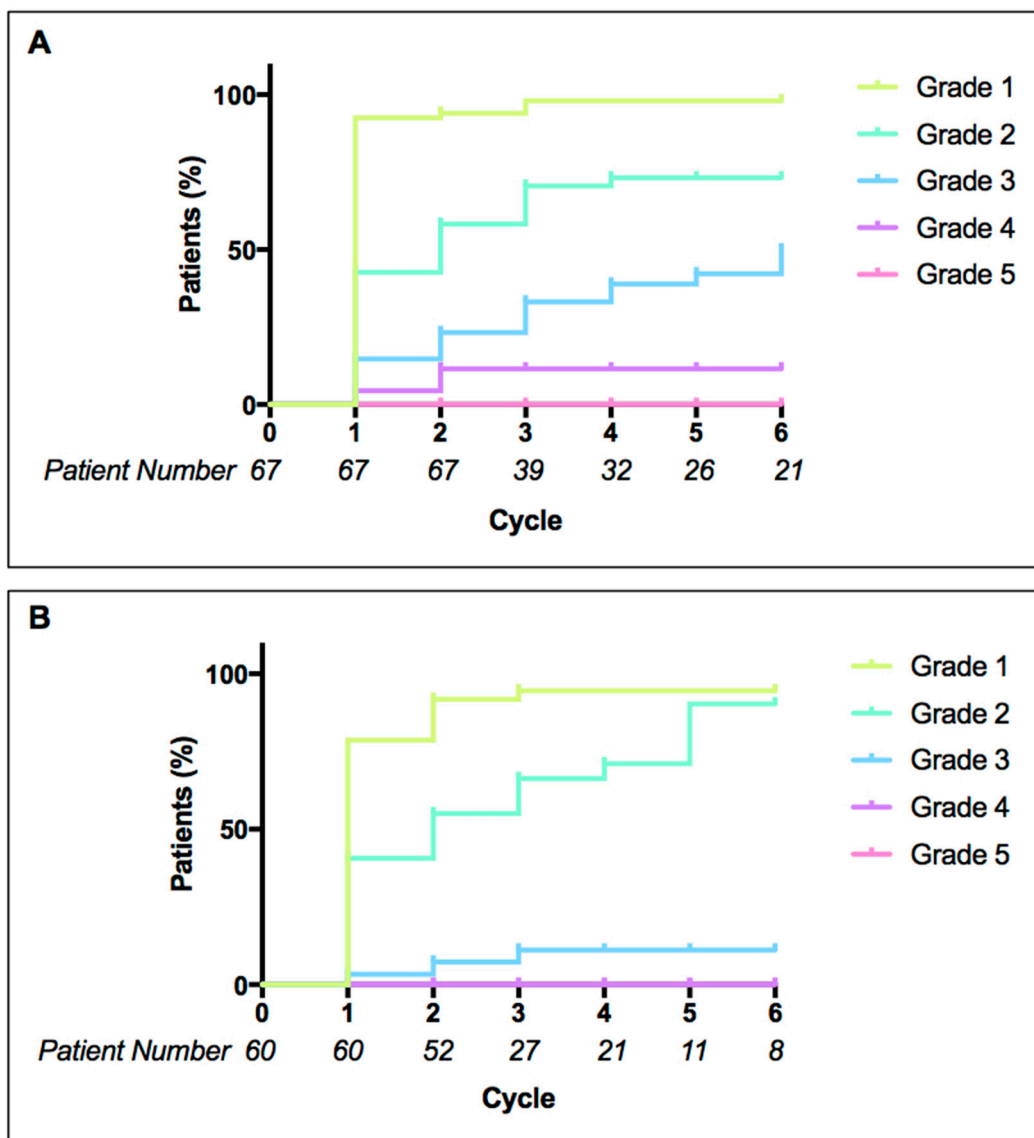 A
100
50
0
Patients (%)
Grade 1
Grade 2
Grade 3
Grade 4
Grade 5
0 1 2 3 4 5 6
Patient Number 67 67 67 39 32 26 21
Cycle
B
100
50
0
Patients (%)
Grade 1
Grade 2
Grade 3
Grade 4
Grade 5
0 1 2 3 4 5 6
Patient Number 60 60 52 27 21 11 8
Cycle